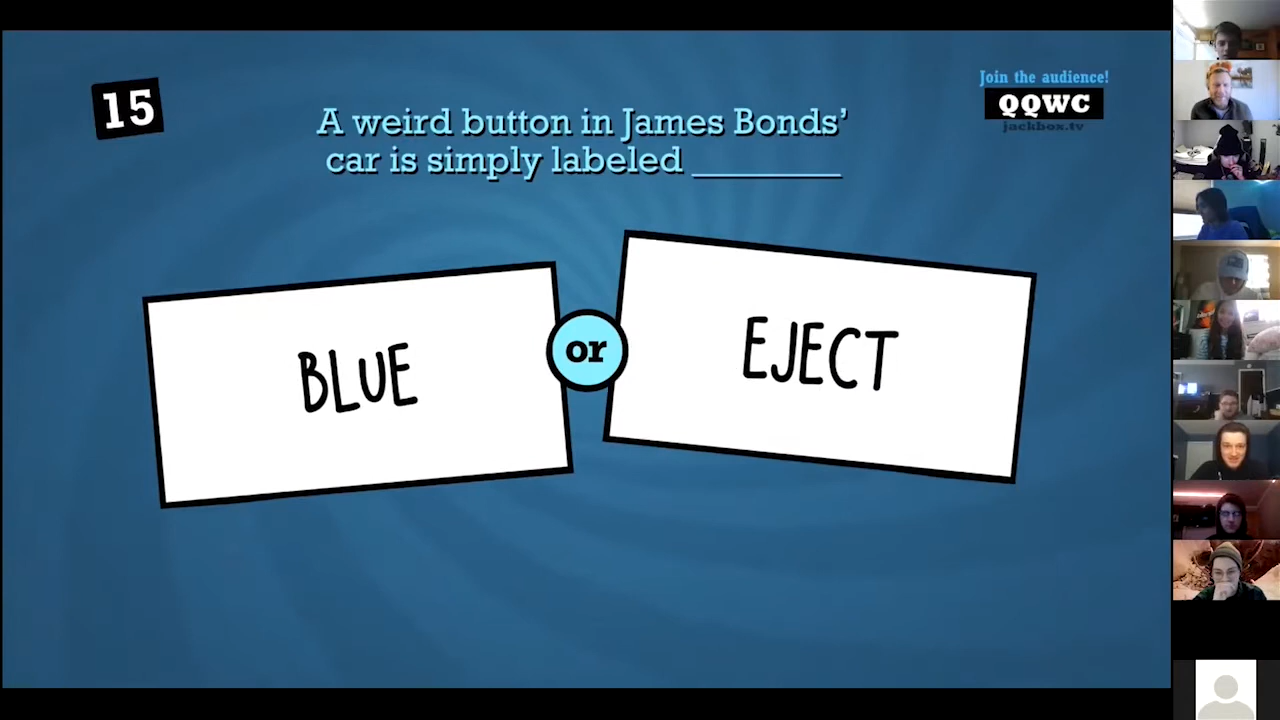 15
A weird button in James Bonds'
car is simply labeled ________
Join the audience!
QQWC
jackbox.tv
BLUE
or
EJECT